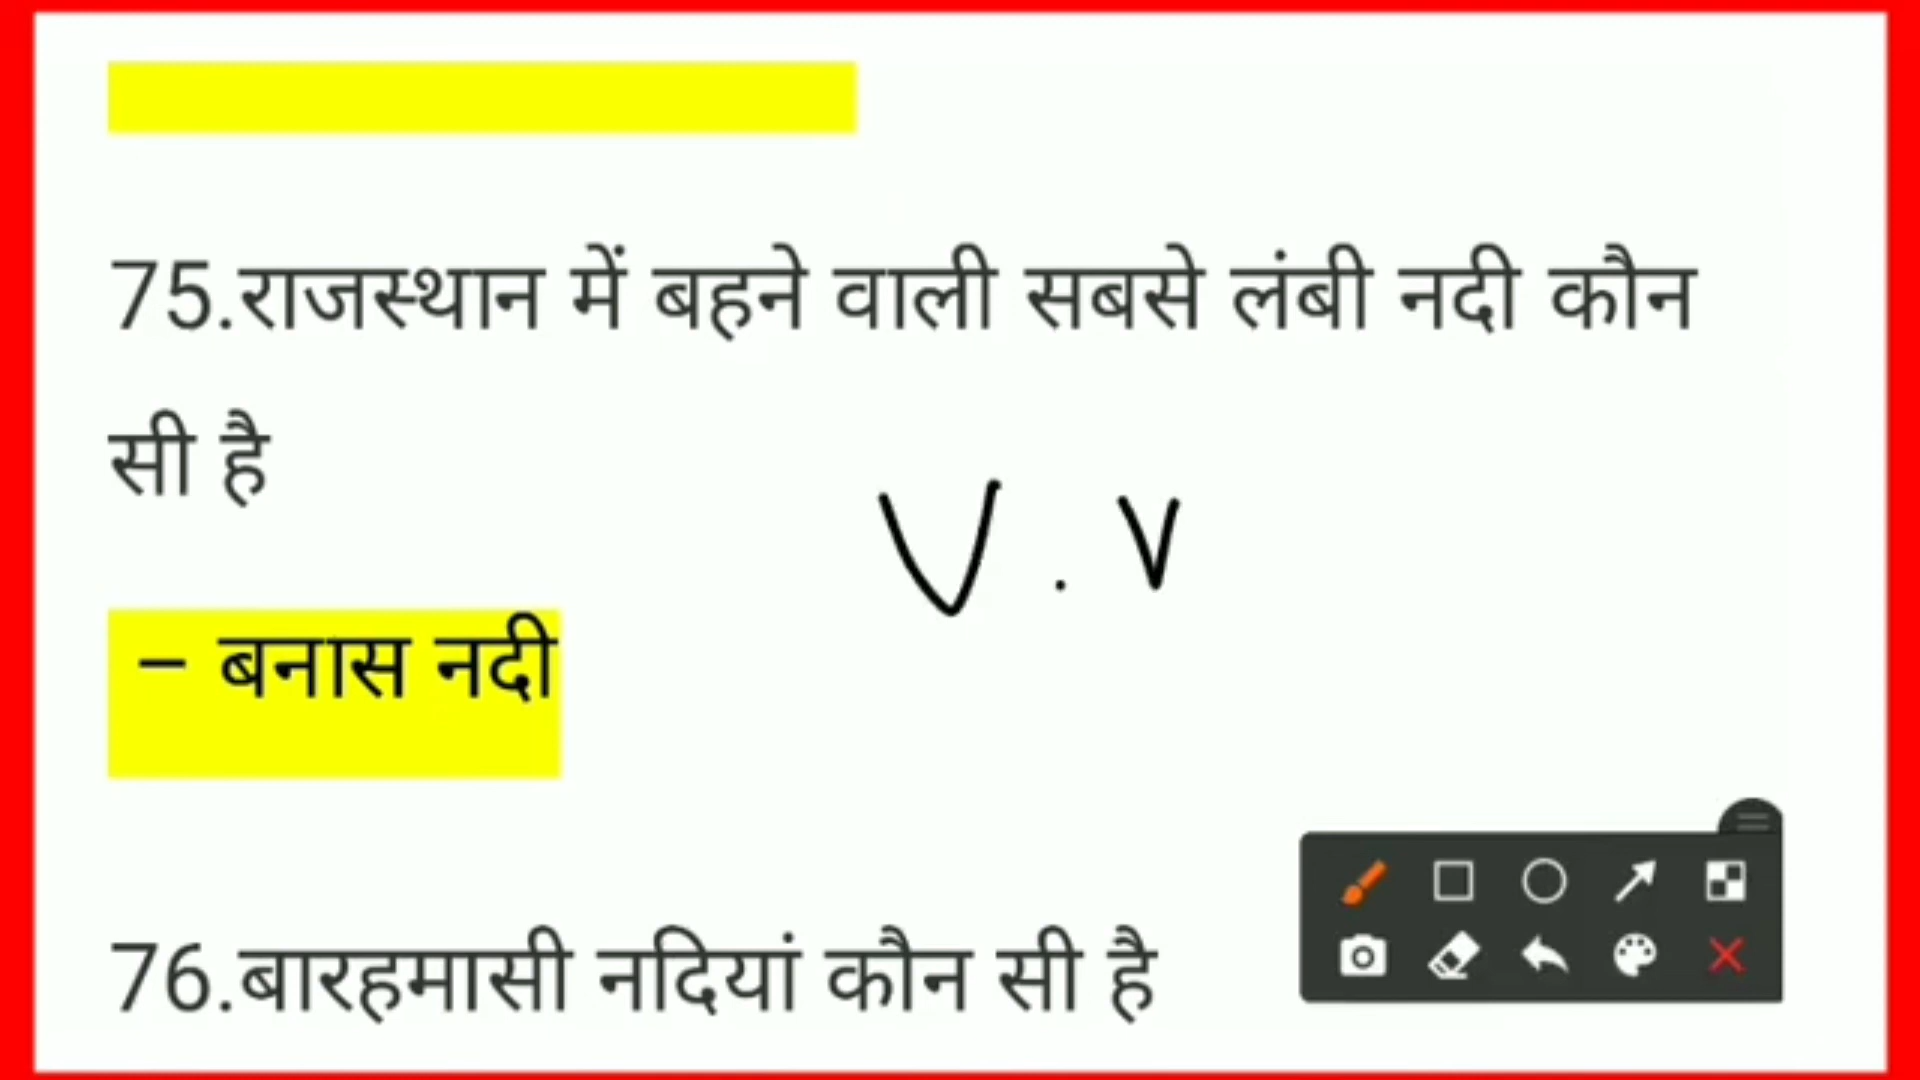 75.राजस्थान में बहने वाली सबसे लंबी नदी कौन
सी है
V . V
– बनास नदी
76.बारहमासी नदियां कौन सी है